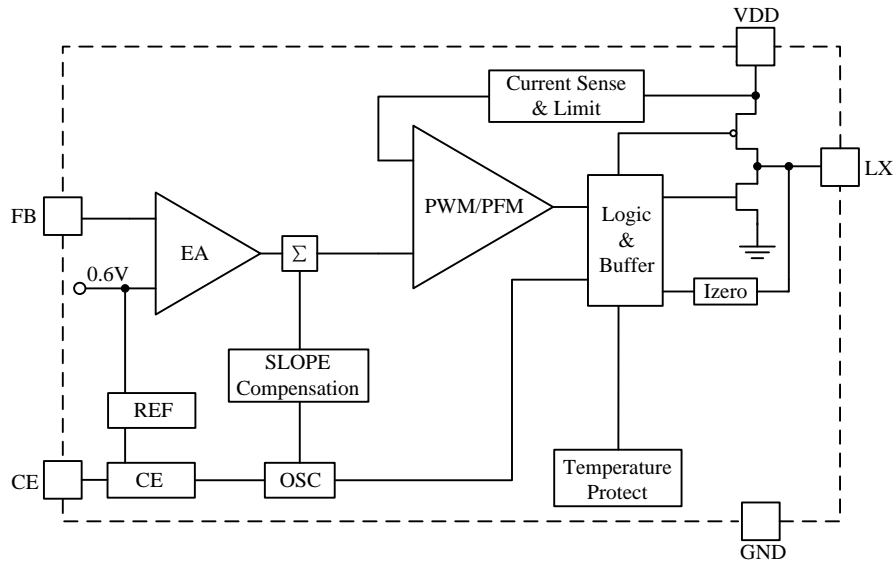 VDD
Current Sense
& Limit
LX
FB
EA
Σ
PWM/PFM
Logic
&
Buffer
0.6V
Izero
SLOPE
Compensation
REF
CE
CE
OSC
Temperature
Protect
GND